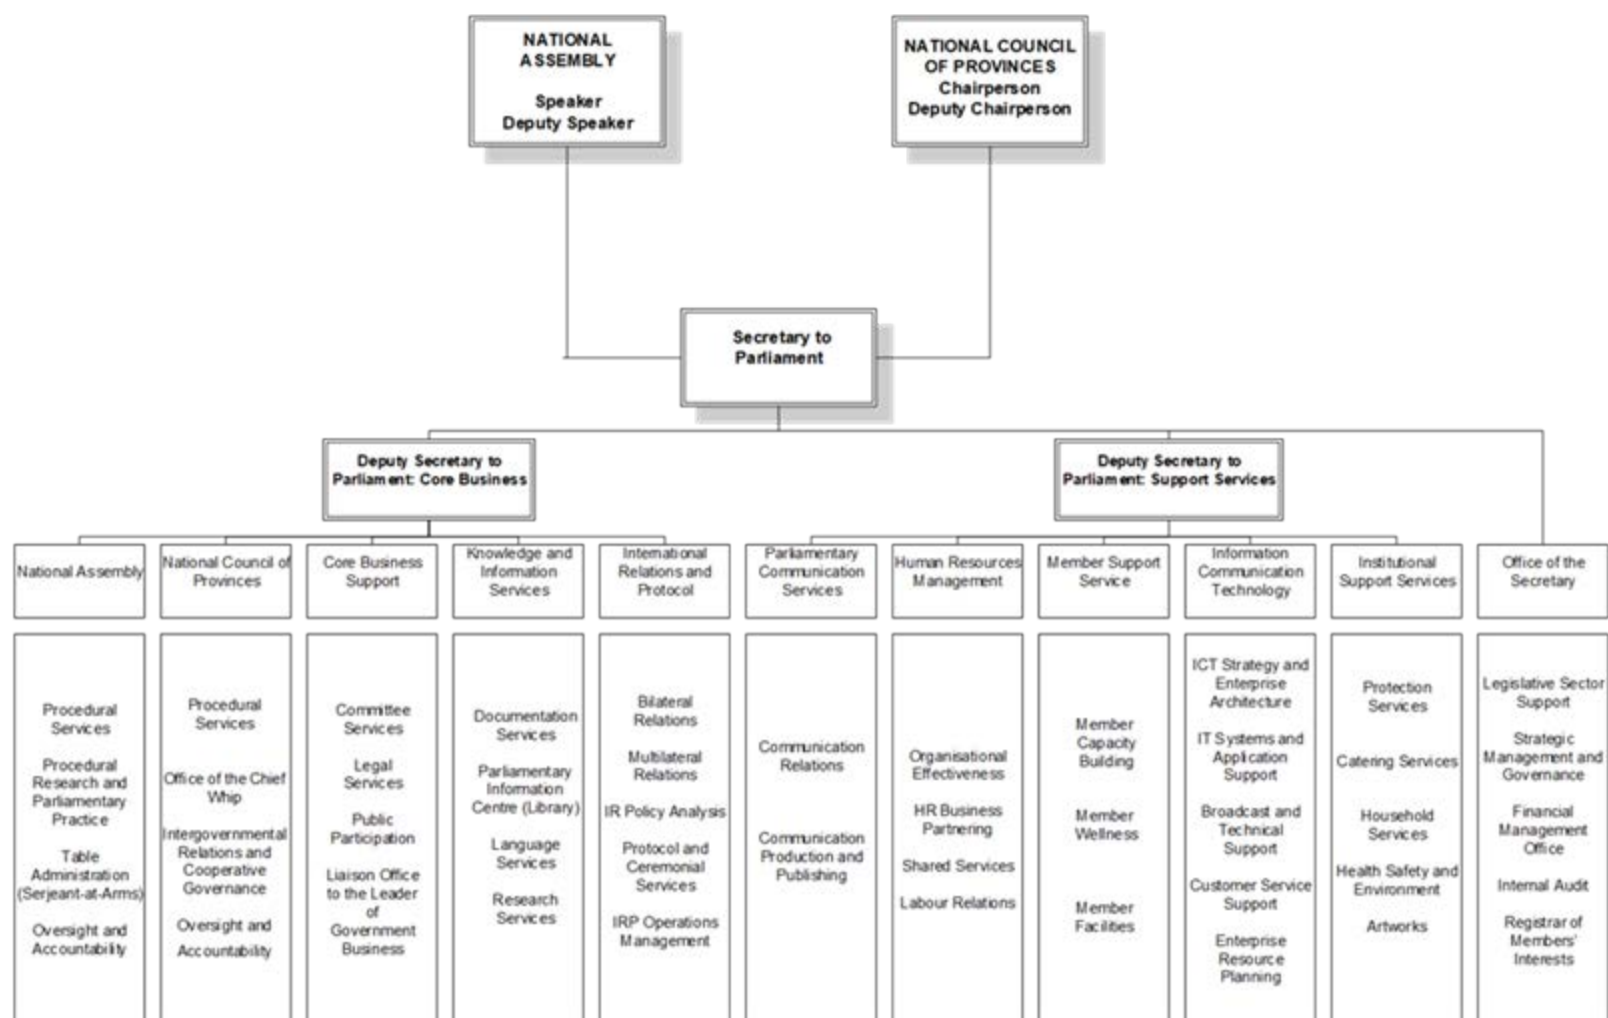 NATIONAL
ASSEMBLY
Speaker
Deputy Speaker
NATIONAL COUNCIL
OF PROVINCES
Chairperson
Deputy Chairperson
Secretary to
Parliament
Deputy Secretary to
Parliament: Core Business
Deputy Secretary to
Parliament: Support Services
National Assembly
National Council of
Provinces
Core Business
Support
Knowledge and
Information
Services
International
Relations and
Protocol
Parliamentary
Communication
Services
Human Resources
Management
Member Support
Service
Information
Communication
Technology
Institutional
Support Services
Office of the
Secretary
Procedural
Services
Procedural
Research and
Parliamentary
Practice
Table
Administration
(Serjeant-at-Arms)
Oversight and
Accountability
Procedural
Services
Office of the Chief
Whip
Intergovernmental
Relations and
Cooperative
Governance
Oversight and
Accountability
Committee
Services
Legal
Services
Public
Participation
Liaison Office
to the Leader
of
Government
Business
Documentation
Services
Parliamentary
Information
Centre (Library)
Language
Services
Research
Services
Bilateral
Relations
Multilateral
Relations
IR Policy Analysis
Protocol and
Ceremonial
Services
IRP Operations
Management
Communication
Relations
Communication
Production and
Publishing
Organisational
Effectiveness
HR Business
Partnering
Shared Services
Labour Relations
Member
Capacity
Building
Member
Wellness
Member
Facilities
ICT Strategy and
Enterprise
Architecture
IT Systems and
Application
Support
Broadcast and
Technical
Support
Customer Service
Support
Enterprise
Resource
Planning
Protection
Services
Catering Services
Household
Services
Health Safety and
Environment
Artworks
Legislative Sector
Support
Strategic
Management and
Governance
Financial
Management
Office
Internal Audit
Registrar of
Members'
Interests